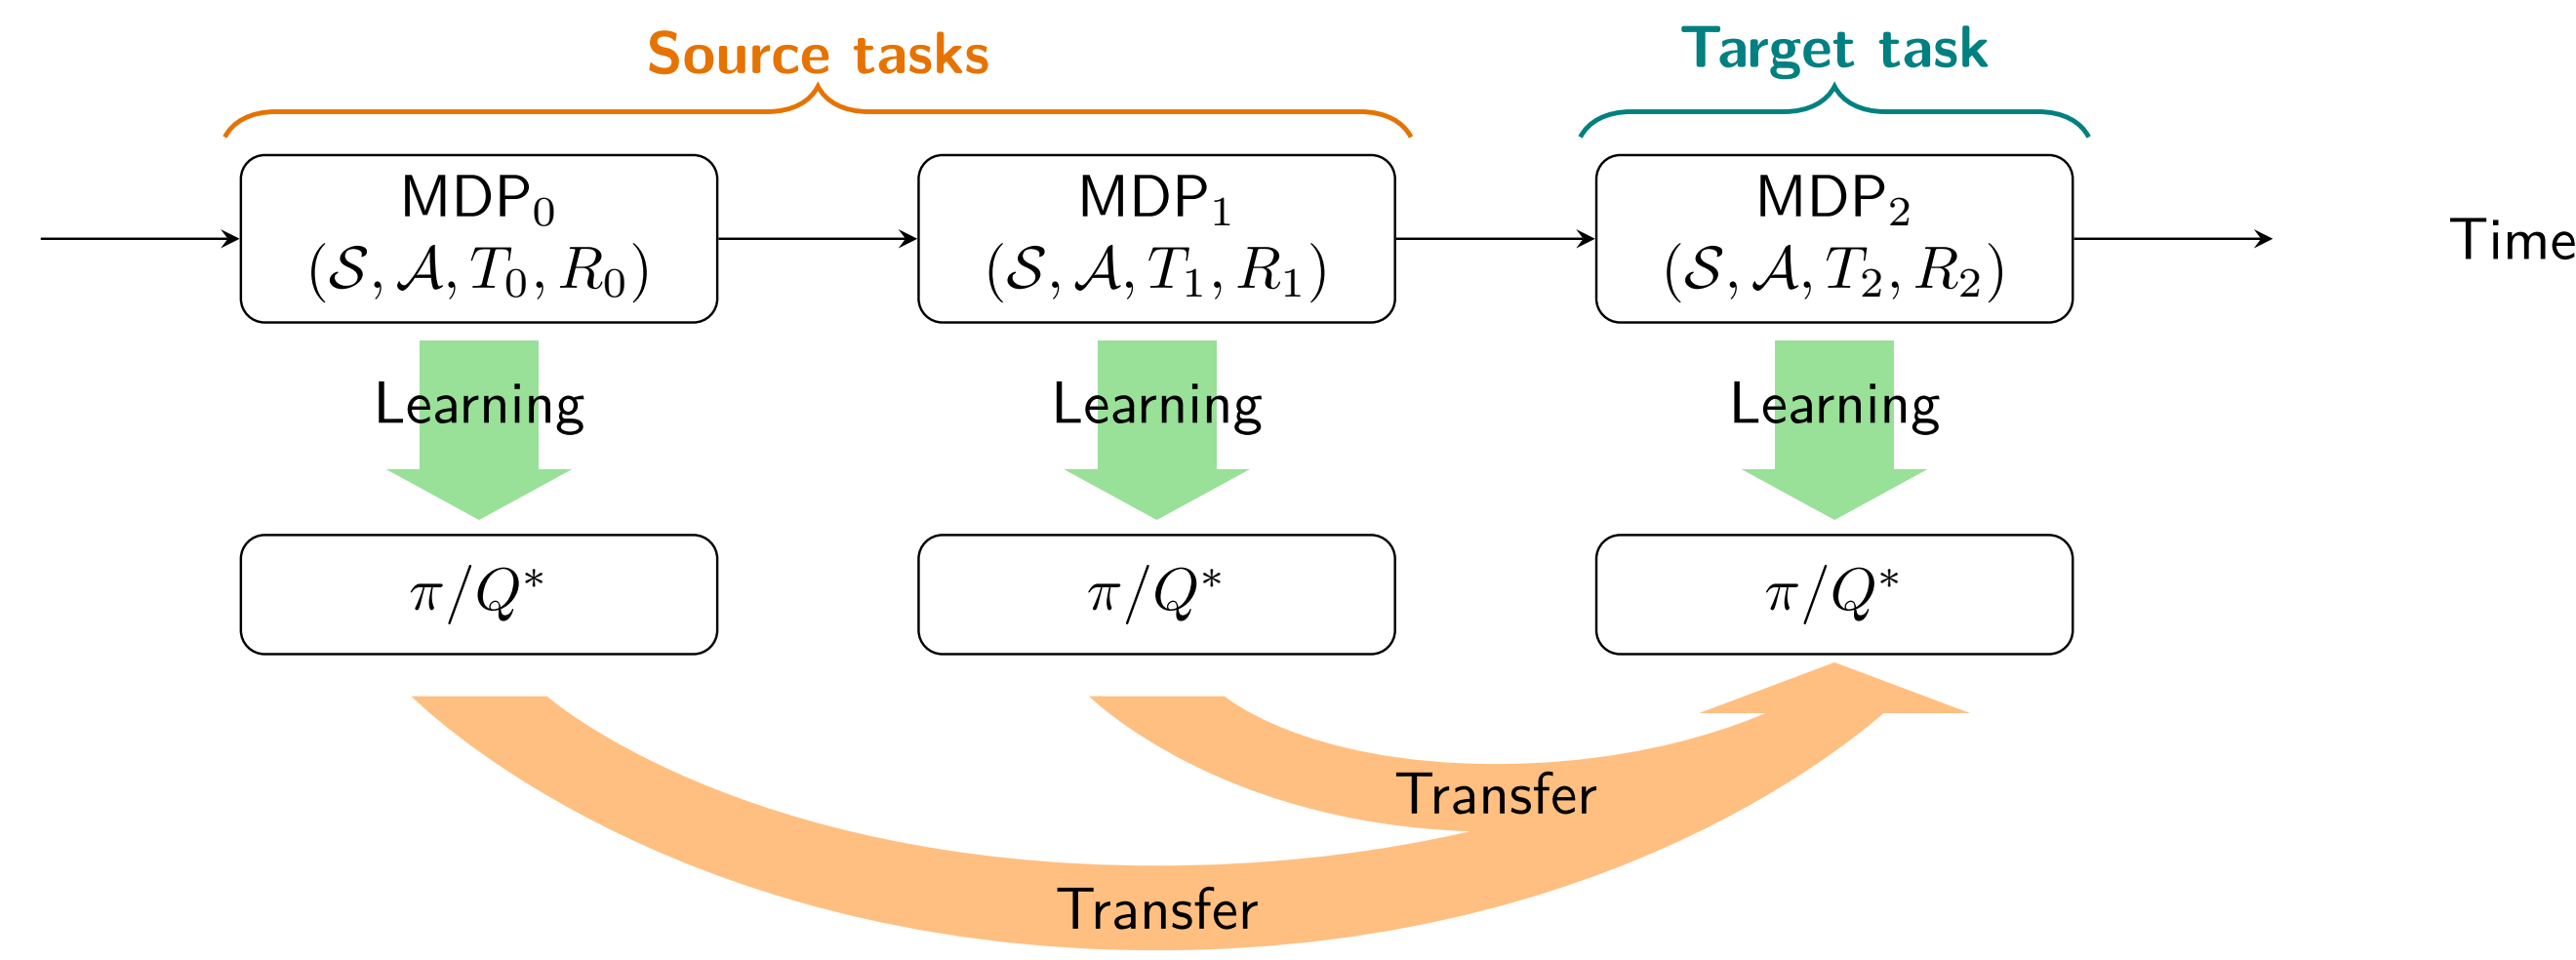 Source tasks
Target task
MDP₀
(𝒮, 𝒜, T₀, R₀)
MDP₁
(𝒮, 𝒜, T₁, R₁)
MDP₂
(𝒮, 𝒜, T₂, R₂)
Time
Learning
Learning
Learning
π/Q*
π/Q*
π/Q*
Transfer
Transfer